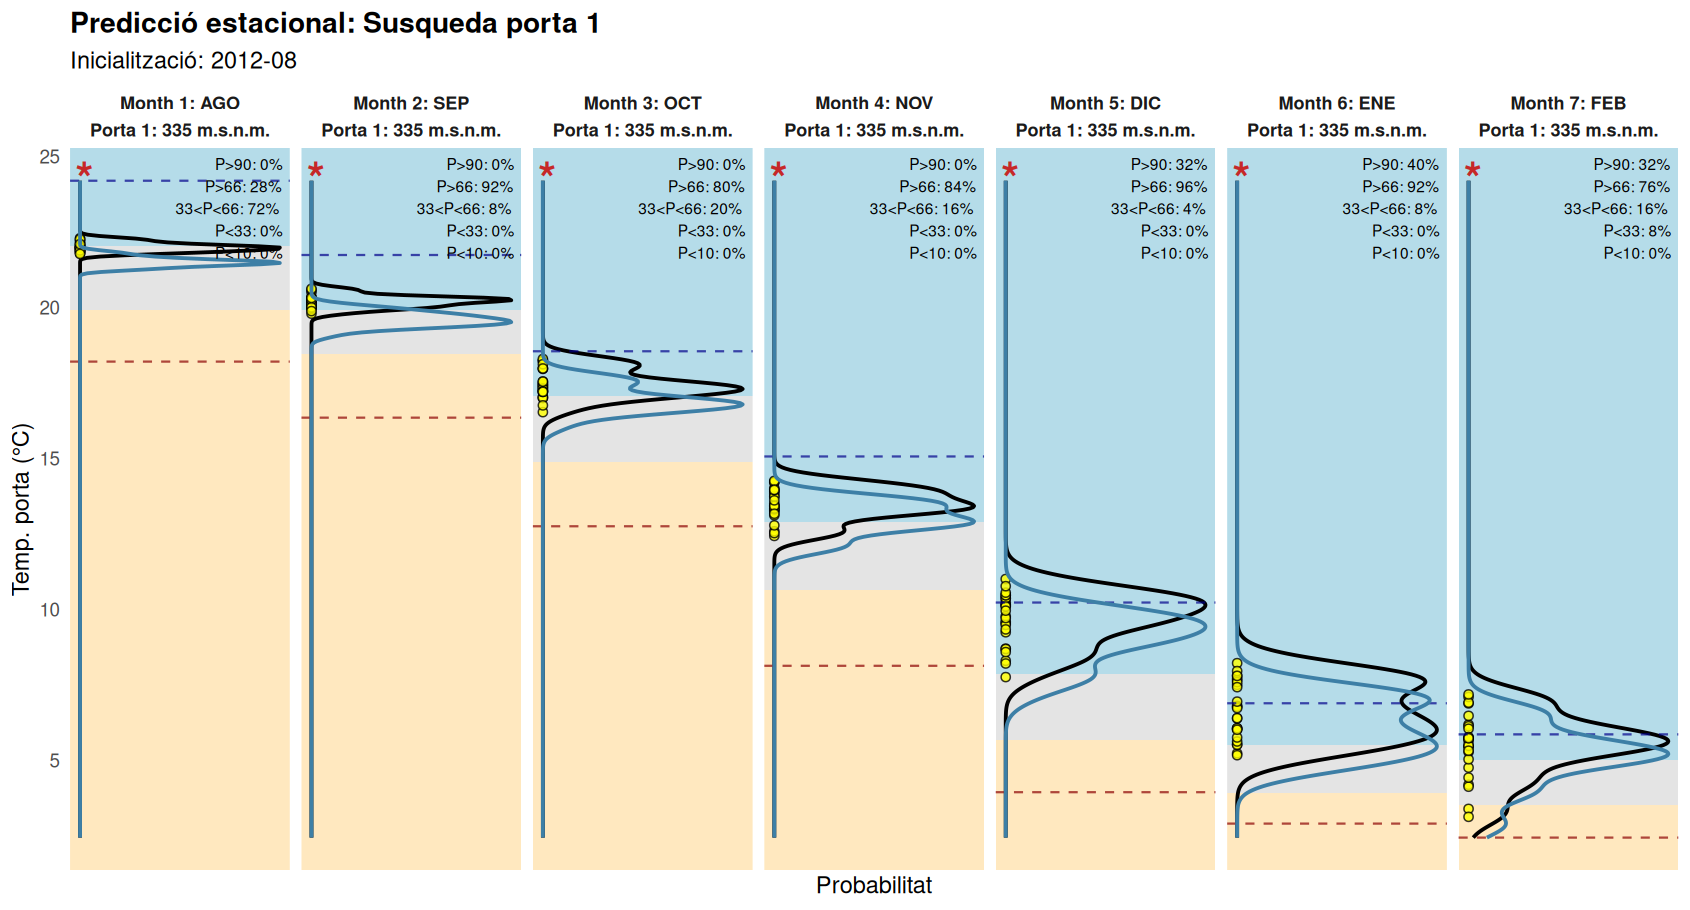 Predicció estacional: Susqueda porta 1
Inicialització: 2012-08
Month 1: AGO
Porta 1: 335 m.s.n.m.
Month 2: SEP
Porta 1: 335 m.s.n.m.
Month 3: OCT
Porta 1: 335 m.s.n.m.
Month 4: NOV
Porta 1: 335 m.s.n.m.
Month 5: DIC
Porta 1: 335 m.s.n.m.
Month 6: ENE
Porta 1: 335 m.s.n.m.
Month 7: FEB
Porta 1: 335 m.s.n.m.
P>90: 0%
P>66: 28%
33<P<66: 72%
P<33: 0%
P<10: 0%
P>90: 0%
P>66: 92%
33<P<66: 8%
P<33: 0%
P<10: 0%
P>90: 0%
P>66: 80%
33<P<66: 20%
P<33: 0%
P<10: 0%
P>90: 0%
P>66: 84%
33<P<66: 16%
P<33: 0%
P<10: 0%
P>90: 32%
P>66: 96%
33<P<66: 4%
P<33: 0%
P<10: 0%
P>90: 40%
P>66: 92%
33<P<66: 8%
P<33: 0%
P<10: 0%
P>90: 32%
P>66: 76%
33<P<66: 16%
P<33: 8%
P<10: 0%
25
20
15
10
5
Temp. porta (°C)
Probabilitat